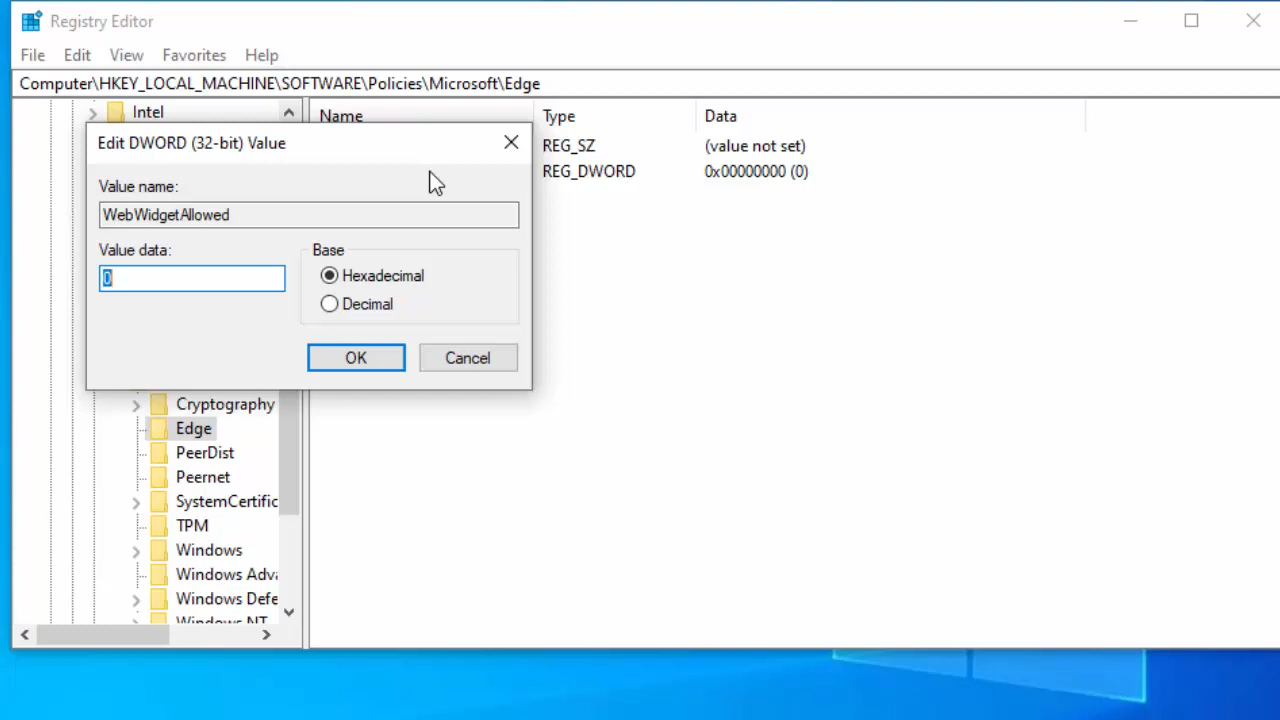 Registry Editor
File Edit View Favorites Help
Computer\HKEY_LOCAL_MACHINE\SOFTWARE\Policies\Microsoft\Edge
Intel
Name Type Data
REG_SZ (value not set)
REG_DWORD 0x00000000 (0)
Edit DWORD (32-bit) Value
Value name:
WebWidgetAllowed
Value data:
0
Base
Hexadecimal
Decimal
OK Cancel
Cryptography
Edge
PeerDist
Peernet
SystemCertific
TPM
Windows
Windows Adva
Windows Defe
Windows NT